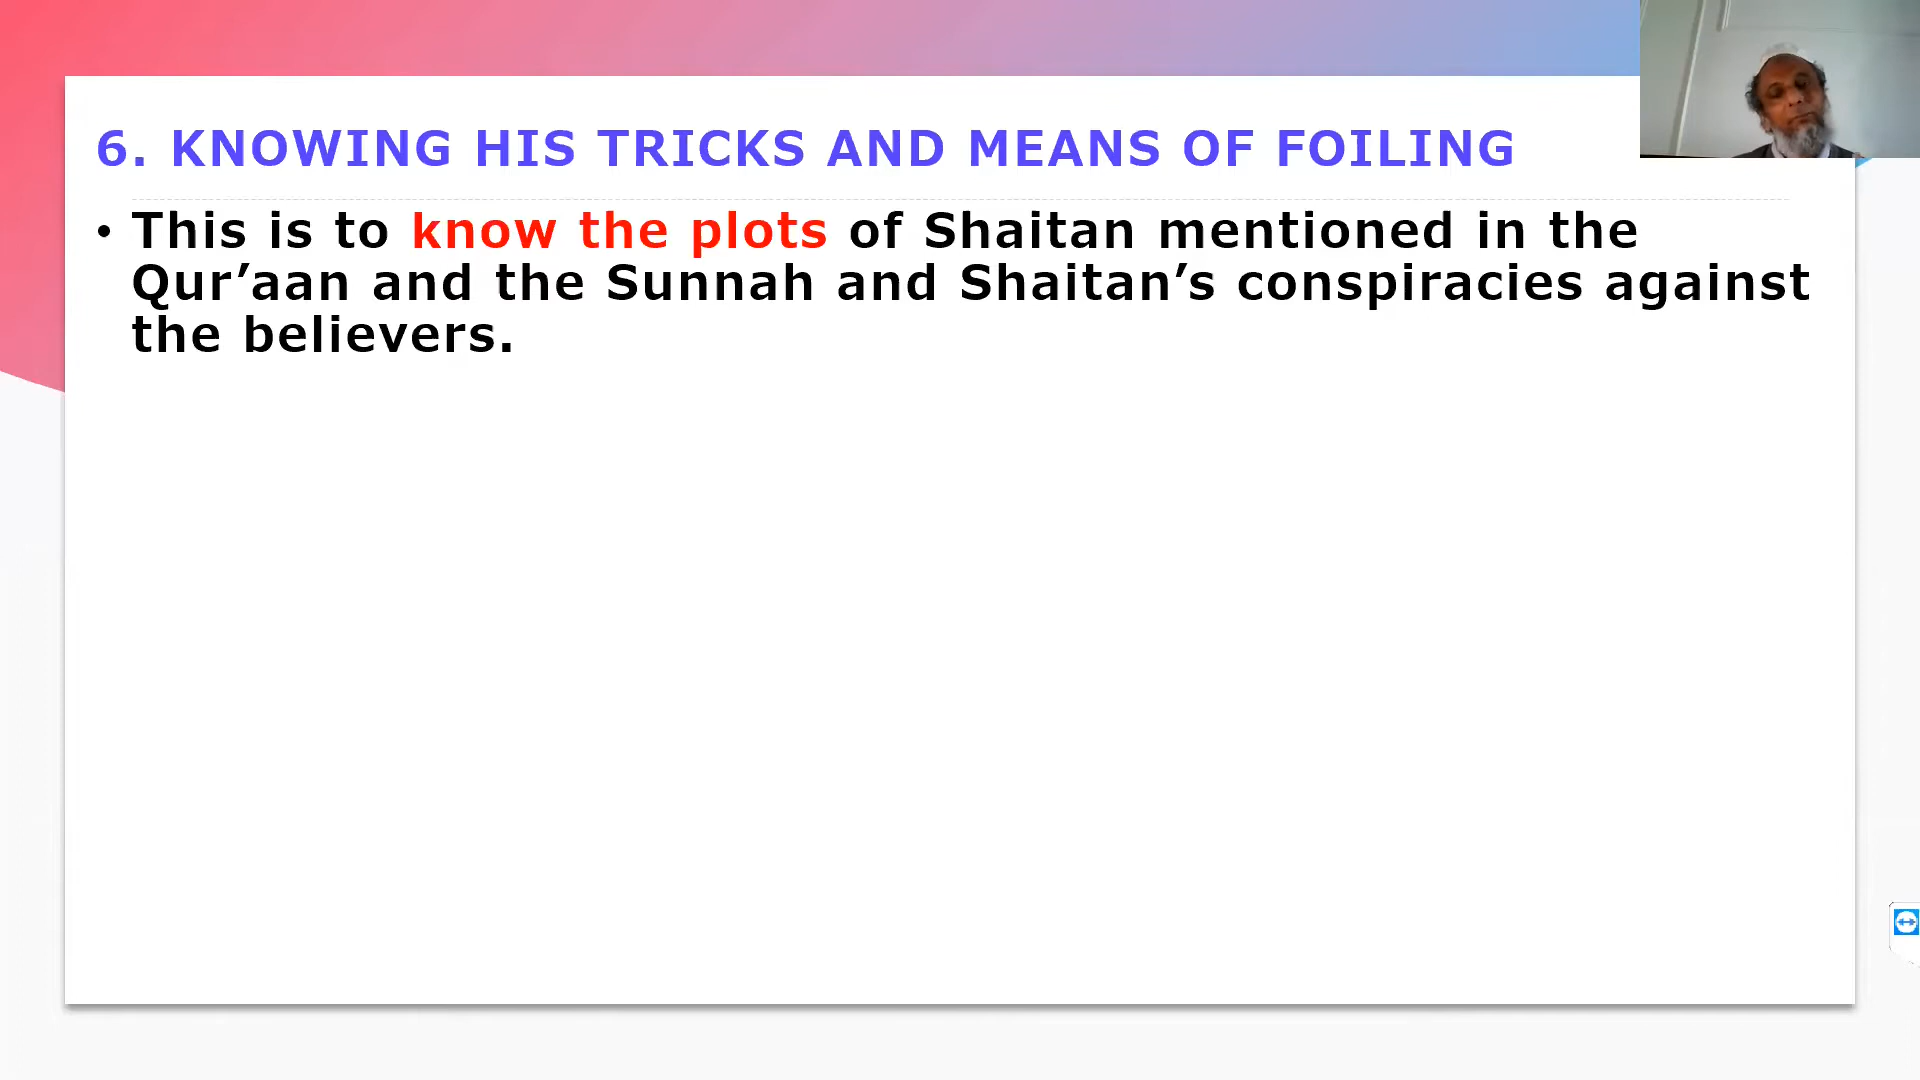 6. KNOWING HIS TRICKS AND MEANS OF FOILING
• This is to know the plots of Shaitan mentioned in the
Qur’aan and the Sunnah and Shaitan’s conspiracies against
the believers.